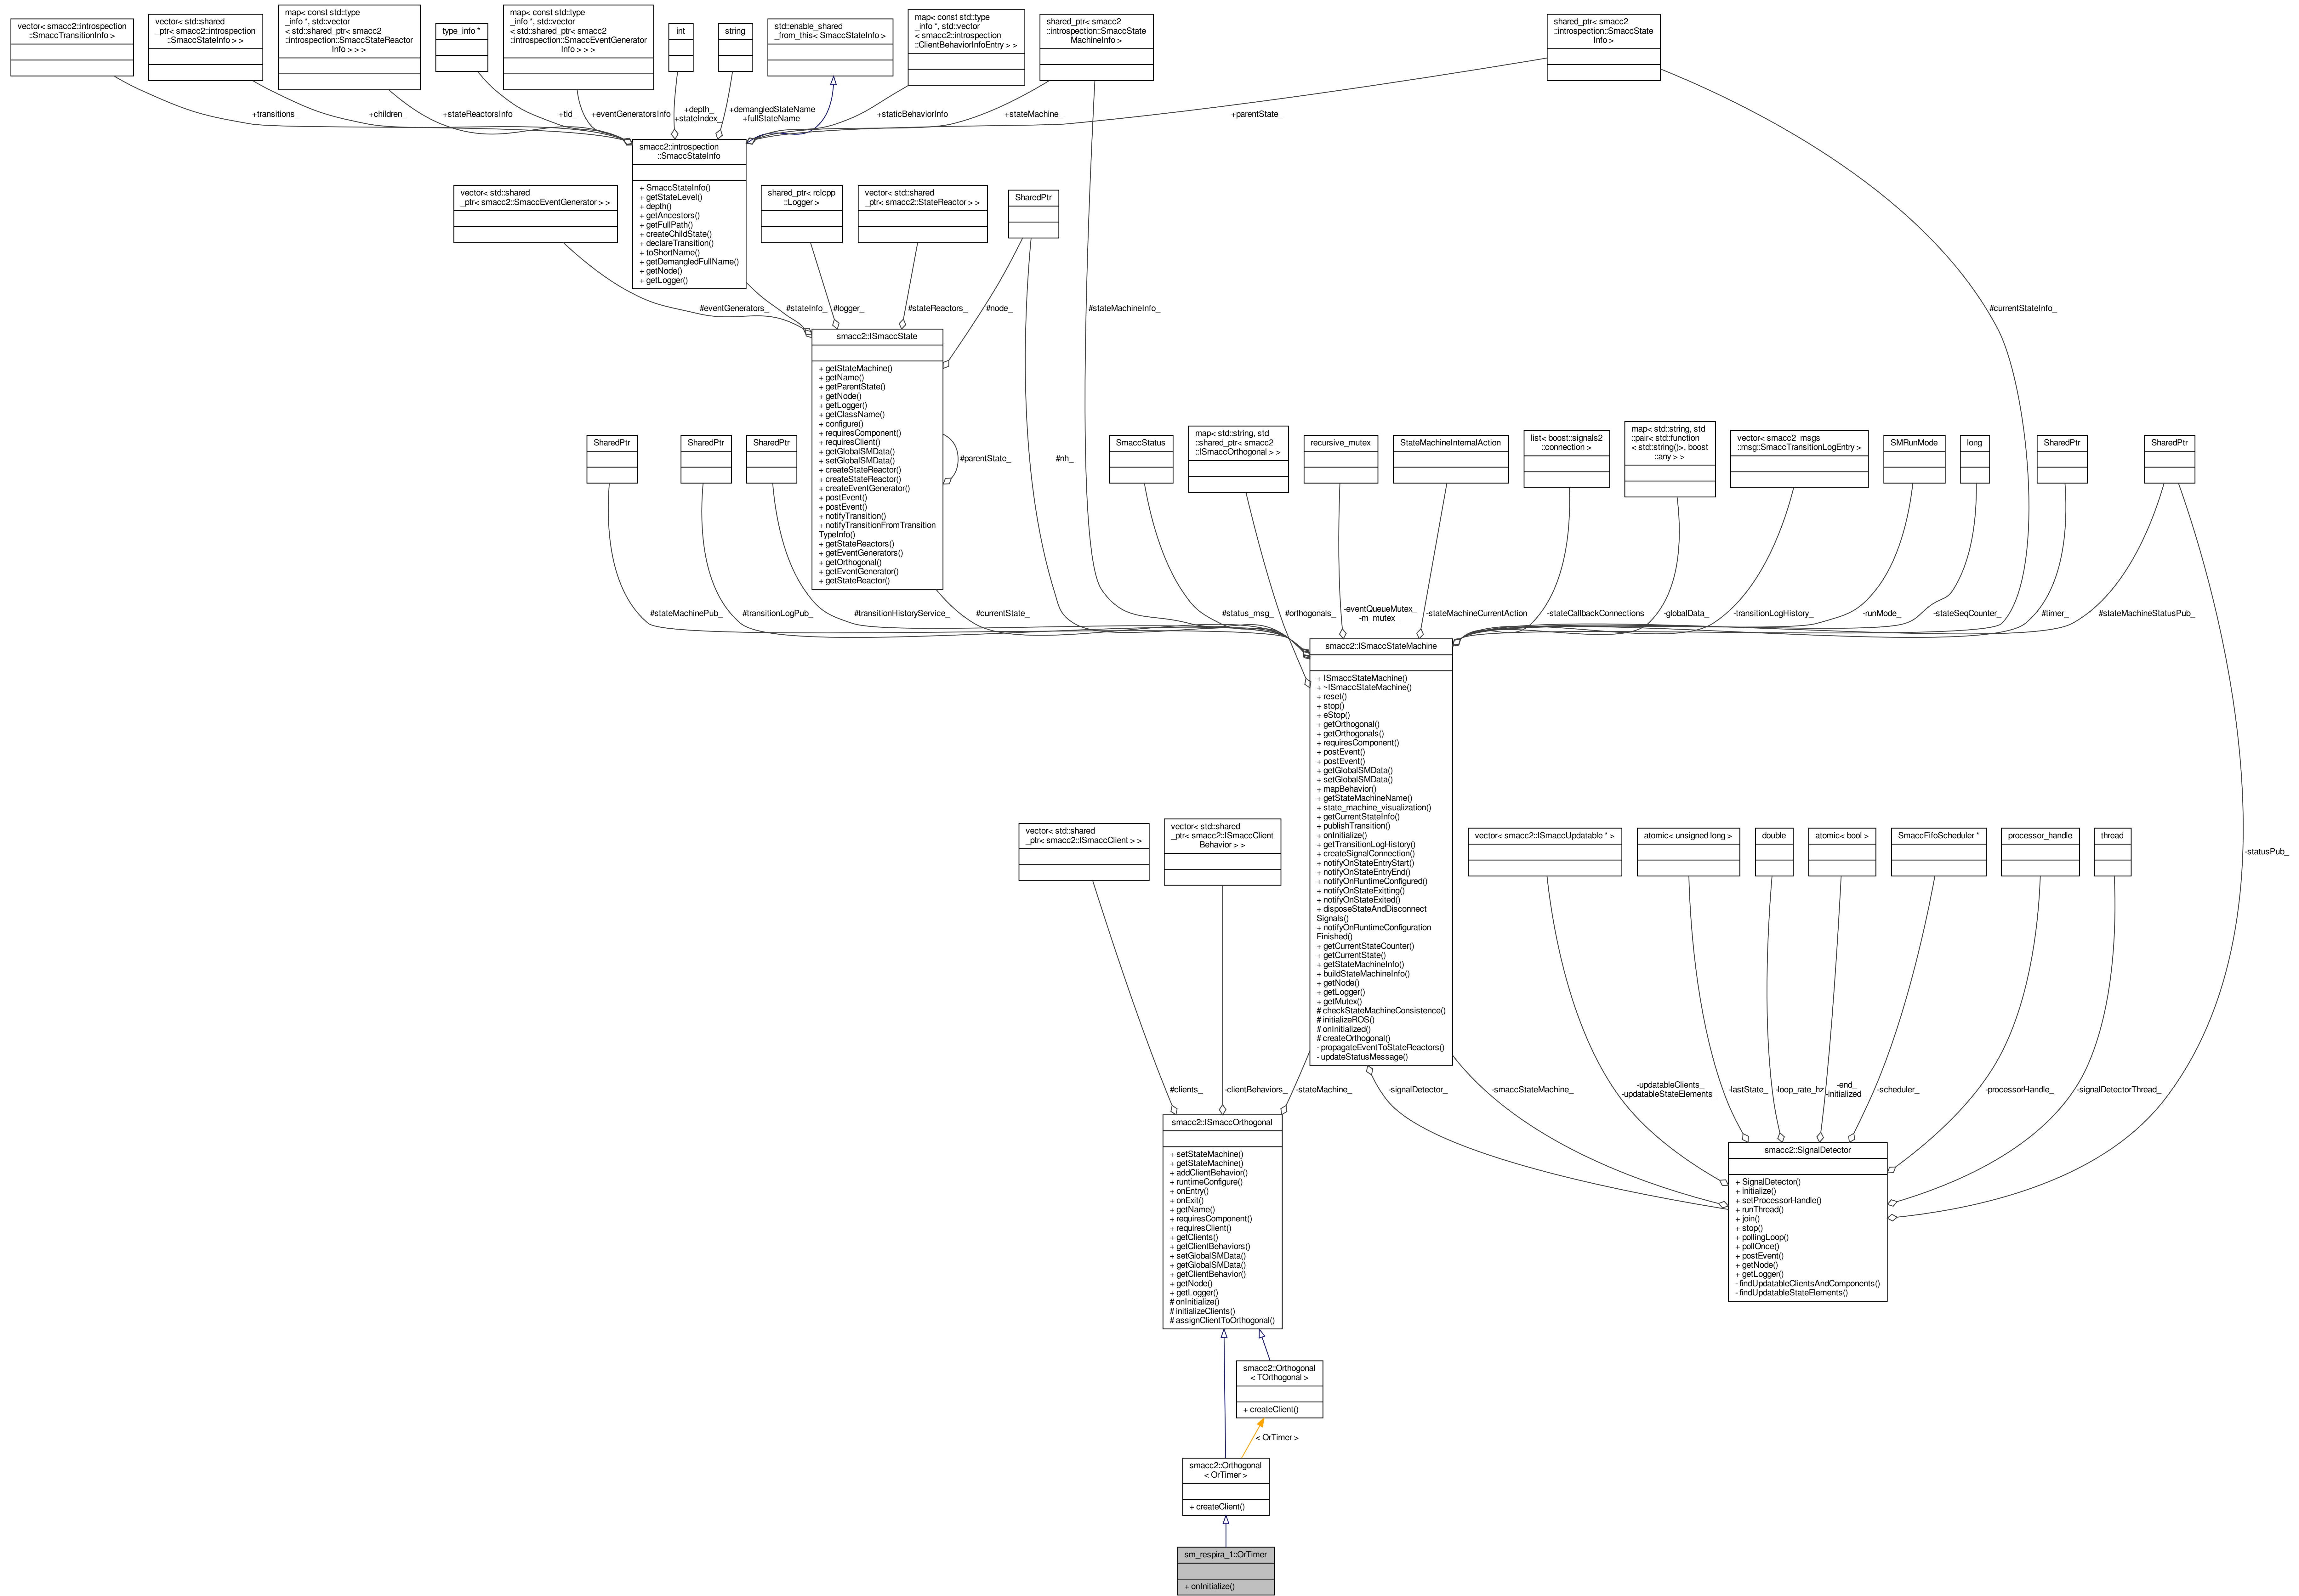 vector< smacc2::introspection
::SmaccTransitionInfo >
vector< std::shared
_ptr< smacc2::introspection
::SmaccStateInfo > >
map< const std::type
_info *, std::vector
< std::shared_ptr< smacc2
::introspection::SmaccStateReactor
Info > > >
type_info *
map< const std::type
_info *, std::vector
< std::shared_ptr< smacc2
::introspection::SmaccEventGenerator
Info > > >
int
string
std::enable_shared
_from_this< SmaccStateInfo >
map< const std::type
_info *, std::vector
< smacc2::introspection
::ClientBehaviorInfoEntry > >
shared_ptr< smacc2
::introspection::SmaccState
MachineInfo >
shared_ptr< smacc2
::introspection::SmaccState
Info >
+transitions_
+children_
+stateReactorsInfo
+tid_
+eventGeneratorsInfo
+depth_
+stateIndex_
+demangledStateName
+fullStateName
+staticBehaviorInfo
+stateMachine_
+parentState_
smacc2::introspection
::SmaccStateInfo
+ SmaccStateInfo()
+ getStateLevel()
+ depth()
+ getAncestors()
+ getFullPath()
+ createChildState()
+ declareTransition()
+ toShortName()
+ getDemangledFullName()
+ getNode()
+ getLogger()
vector< std::shared
_ptr< smacc2::SmaccEventGenerator > >
shared_ptr< rclcpp
::Logger >
vector< std::shared
_ptr< smacc2::StateReactor > >
SharedPtr
#eventGenerators_
#stateInfo_
#logger_
#stateReactors_
#node_
#stateMachineInfo_
#currentStateInfo_
smacc2::ISmaccState
+ getStateMachine()
+ getName()
+ getParentState()
+ getNode()
+ getLogger()
+ getClassName()
+ configure()
+ requiresComponent()
+ requiresClient()
+ getGlobalSMData()
+ setGlobalSMData()
+ createStateReactor()
+ createStateReactor()
+ createEventGenerator()
+ postEvent()
+ postEvent()
+ notifyTransition()
+ notifyTransitionFromTransition
TypeInfo()
+ getStateReactors()
+ getEventGenerators()
+ getOrthogonal()
+ getEventGenerator()
+ getStateReactor()
#parentState_
#nh_
SharedPtr
SharedPtr
SharedPtr
SmaccStatus
map< std::string, std
::shared_ptr< smacc2
::ISmaccOrthogonal > >
recursive_mutex
StateMachineInternalAction
list< boost::signals2
::connection >
map< std::string, std
::pair< std::function
< std::string()>, boost
::any > >
vector< smacc2_msgs
::msg::SmaccTransitionLogEntry >
SMRunMode
long
SharedPtr
SharedPtr
#stateMachinePub_
#transitionLogPub_
#transitionHistoryService_
#currentState_
#status_msg_
#orthogonals_
-eventQueueMutex_
-m_mutex_
-stateMachineCurrentAction
-stateCallbackConnections
-globalData_
-transitionLogHistory_
-runMode_
-stateSeqCounter_
#timer_
#stateMachineStatusPub_
smacc2::ISmaccStateMachine
+ ISmaccStateMachine()
+ ~ISmaccStateMachine()
+ reset()
+ stop()
+ eStop()
+ getOrthogonal()
+ getOrthogonals()
+ requiresComponent()
+ postEvent()
+ postEvent()
+ getGlobalSMData()
+ setGlobalSMData()
+ mapBehavior()
+ getStateMachineName()
+ state_machine_visualization()
+ getCurrentStateInfo()
+ publishTransition()
+ onInitialize()
+ getTransitionLogHistory()
+ createSignalConnection()
+ notifyOnStateEntryStart()
+ notifyOnStateEntryEnd()
+ notifyOnRuntimeConfigured()
+ notifyOnStateExitting()
+ notifyOnStateExited()
+ disposeStateAndDisconnect
Signals()
+ notifyOnRuntimeConfiguration
Finished()
+ getCurrentStateCounter()
+ getCurrentState()
+ getStateMachineInfo()
+ buildStateMachineInfo()
+ getNode()
+ getLogger()
+ getMutex()
# checkStateMachineConsistence()
# initializeROS()
# onInitialized()
# createOrthogonal()
- propagateEventToStateReactors()
- updateStatusMessage()
vector< std::shared
_ptr< smacc2::ISmaccClient > >
vector< std::shared
_ptr< smacc2::ISmaccClient
Behavior > >
vector< smacc2::ISmaccUpdatable * >
atomic< unsigned long >
double
atomic< bool >
SmaccFifoScheduler *
processor_handle
thread
-statusPub_
#clients_
-clientBehaviors_
-stateMachine_
-signalDetector_
-smaccStateMachine_
-updatableClients_
-updatableStateElements_
-lastState_
-loop_rate_hz
-end_
-initialized_
-scheduler_
-processorHandle_
-signalDetectorThread_
smacc2::ISmaccOrthogonal
+ setStateMachine()
+ getStateMachine()
+ addClientBehavior()
+ runtimeConfigure()
+ onEntry()
+ onExit()
+ getName()
+ requiresComponent()
+ requiresClient()
+ getClients()
+ getClientBehaviors()
+ setGlobalSMData()
+ getGlobalSMData()
+ getClientBehavior()
+ getNode()
+ getLogger()
# onInitialize()
# initializeClients()
# assignClientToOrthogonal()
smacc2::SignalDetector
+ SignalDetector()
+ initialize()
+ setProcessorHandle()
+ runThread()
+ join()
+ stop()
+ pollingLoop()
+ pollOnce()
+ postEvent()
+ getNode()
+ getLogger()
- findUpdatableClientsAndComponents()
- findUpdatableStateElements()
smacc2::Orthogonal
< TOrthogonal >
+ createClient()
< OrTimer >
smacc2::Orthogonal
< OrTimer >
+ createClient()
sm_respira_1::OrTimer
+ onInitialize()